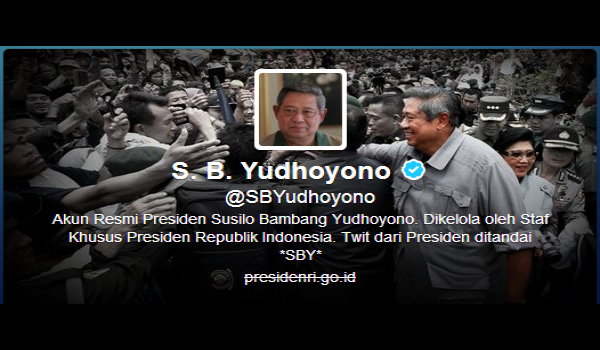 S. B. Yudhoyono
@SBYudhoyono
Akun Resmi Presiden Susilo Bambang Yudhoyono. Dikelola oleh Staf
Khusus Presiden Republik Indonesia. Twit dari Presiden ditandai
*SBY*
presidenri.go.id